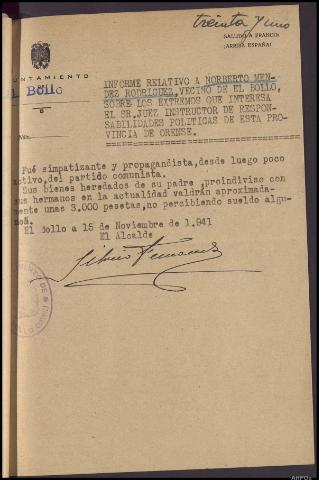 treinta y uno
SALUDO A FRANCO
¡ARRIBA ESPAÑA!
UNTAMIENTO
Bollo
INFORME RELATIVO A NORBERTO MEN-
DEZ RODRIGUEZ, VECINO DE EL BOLLO,
SOBRE LOS EXTREMOS QUE INTERESA
EL SR, JUEZ INSTRUCTOR DE RESPON-
SABILIDADES POLITICAS DE ESTA PRO-
VINCIA DE ORENSE.
Fué simpatizante y propagandista, desde luego poco
activo, del partido comunista.
Sus bienes heredados de su padre, proindiviso con
sus hermanos en la actualidad valdrán aproximada-
mente unas 3.000 pesetas, no percibiendo sueldo algu-
no.
El Bollo a 15 de Noviembre de 1.941
El Alcalde